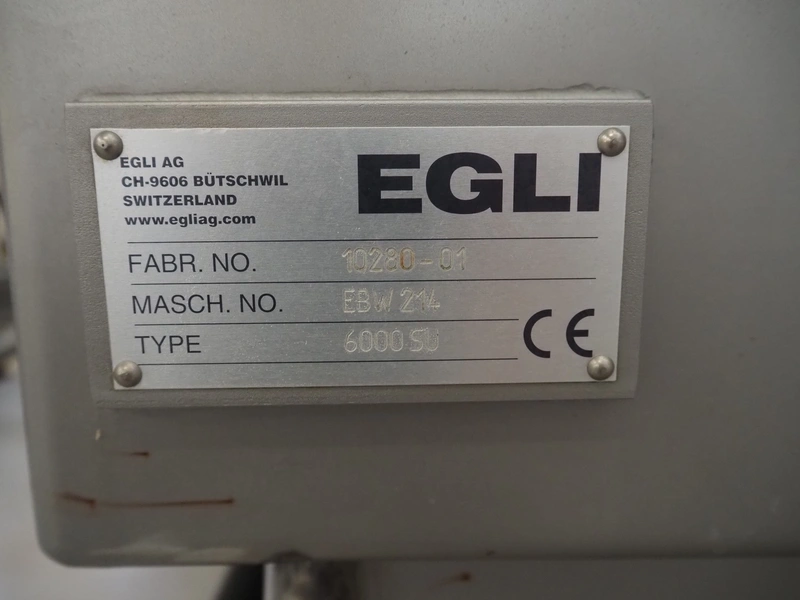 EGLI AG
CH-9606 BÜTSCHWIL
SWITZERLAND
www.egliag.com
EGLI
FABR. NO. 10280-01
MASCH. NO. EBW 214
TYPE 6000 SU
CE